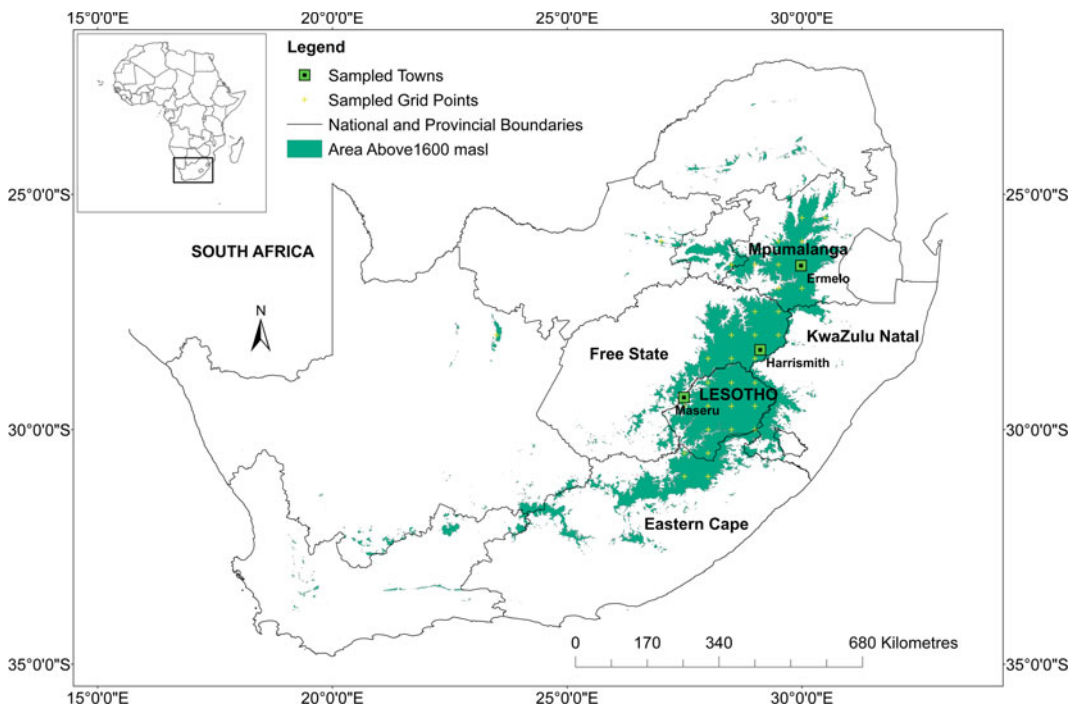 15°0'0"E 20°0'0"E 25°0'0"E 30°0'0"E
Legend
Sampled Towns
Sampled Grid Points
National and Provincial Boundaries
Area Above1600 masl
25°0'0"S 25°0'0"S
SOUTH AFRICA
Mpumalanga
Ermelo
N
KwaZulu Natal
Free State
Harrismith
LESOTHO
Maseru
30°0'0"S 30°0'0"S
Eastern Cape
0 170 340 680 Kilometres
35°0'0"S 35°0'0"S
15°0'0"E 20°0'0"E 25°0'0"E 30°0'0"E